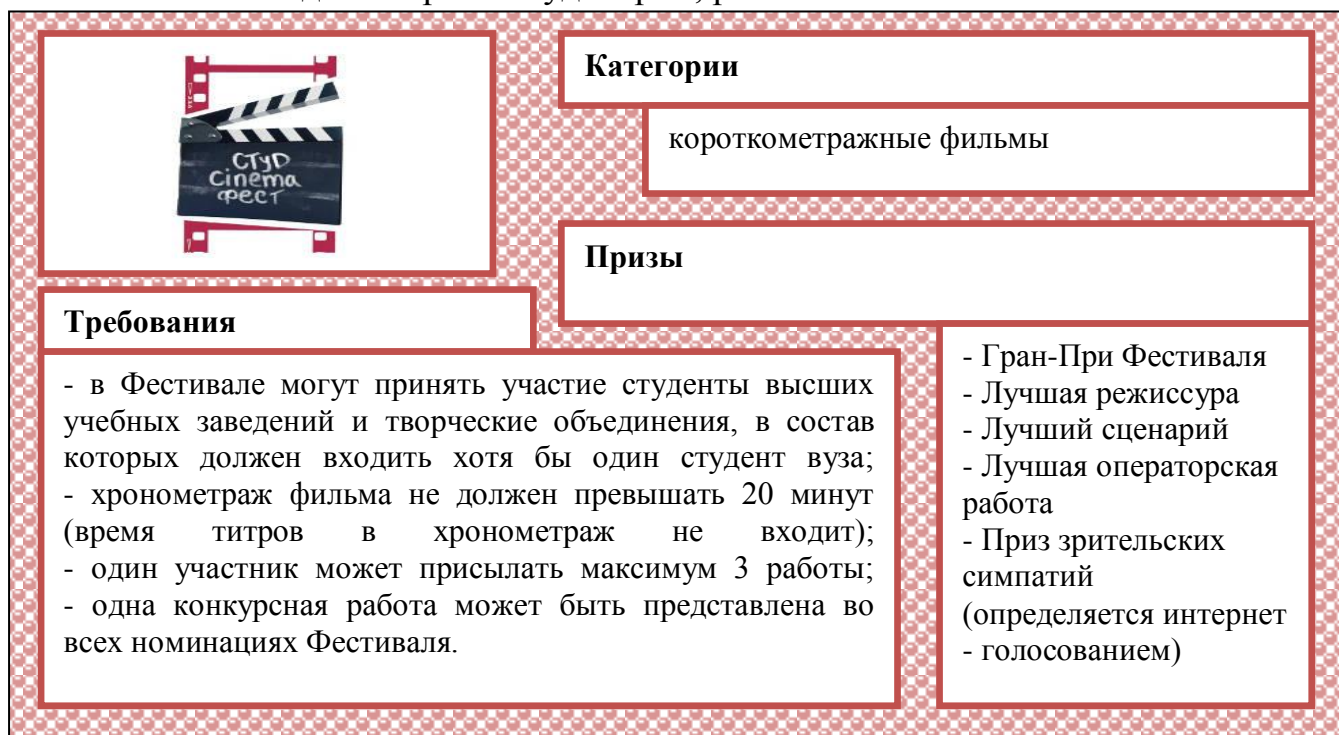 СТУД
Cinema
ФЕСТ
Категории
короткометражные фильмы
Призы
Требования
- в Фестивале могут принять участие студенты высших
учебных заведений и творческие объединения, в состав
которых должен входить хотя бы один студент вуза;
- хронометраж фильма не должен превышать 20 минут
(время титров в хронометраж не входит);
- один участник может присылать максимум 3 работы;
- одна конкурсная работа может быть представлена во
всех номинациях Фестиваля.
- Гран-При Фестиваля
- Лучшая режиссура
- Лучший сценарий
- Лучшая операторская
работа
- Приз зрительских
симпатий
(определяется интернет
- голосованием)